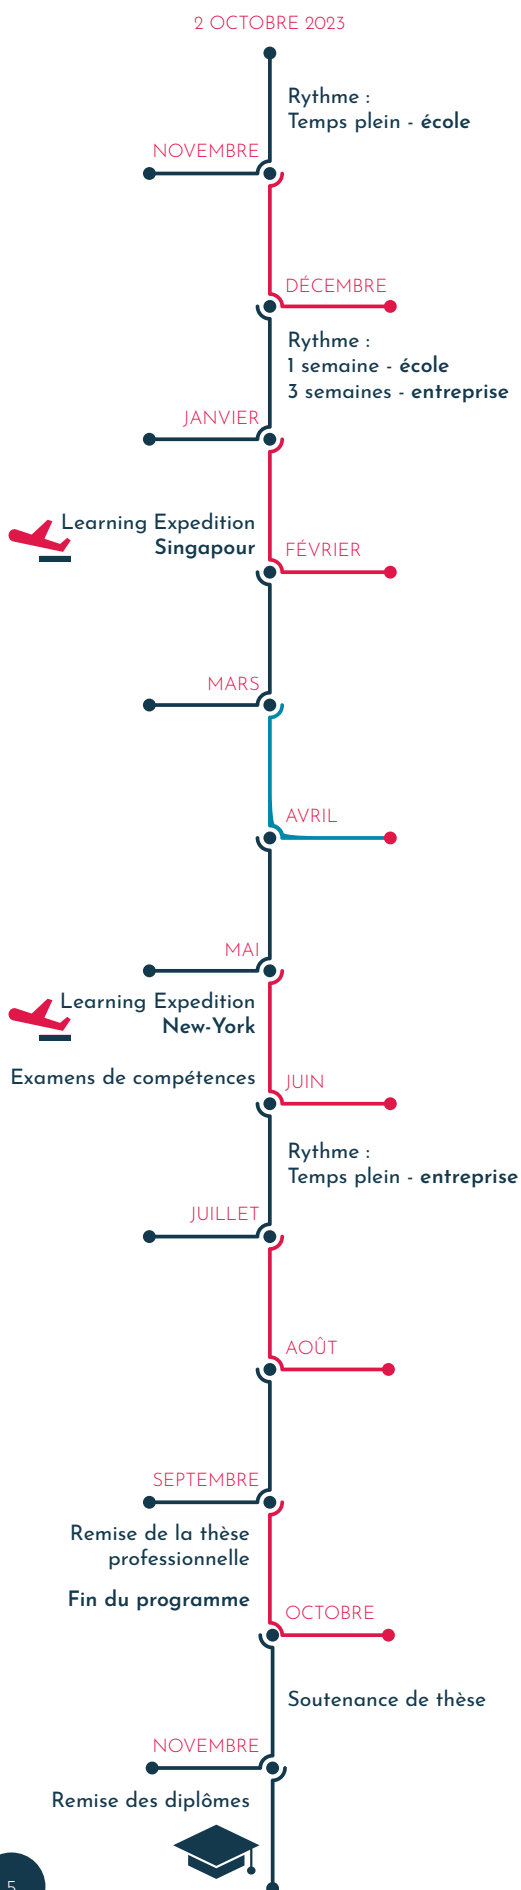 2 OCTOBRE 2023
Rythme :
Temps plein - école
NOVEMBRE
DÉCEMBRE
Rythme :
1 semaine - école
3 semaines - entreprise
JANVIER
Learning Expedition
Singapour
FÉVRIER
MARS
AVRIL
MAI
Learning Expedition
New-York
Examens de compétences
JUIN
Rythme :
Temps plein - entreprise
JUILLET
AOÛT
SEPTEMBRE
Remise de la thèse
professionnelle
Fin du programme
OCTOBRE
Soutenance de thèse
NOVEMBRE
Remise des diplômes
5